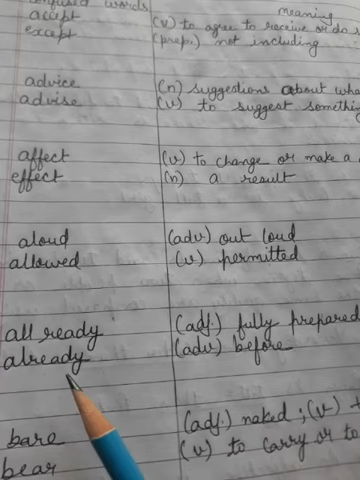 confused words meaning
accept (v) to agree to receive or do
except (prep.) not including
advice (n) suggestions about
advise (v) to suggest
affect (v) to change or make a
effect (n) a result
aloud (adv) out loud
allowed (v) permitted
all ready (adj.) fully prepared
already (adv) before
bare (adj.) naked; (v)
bear (v) to carry or to